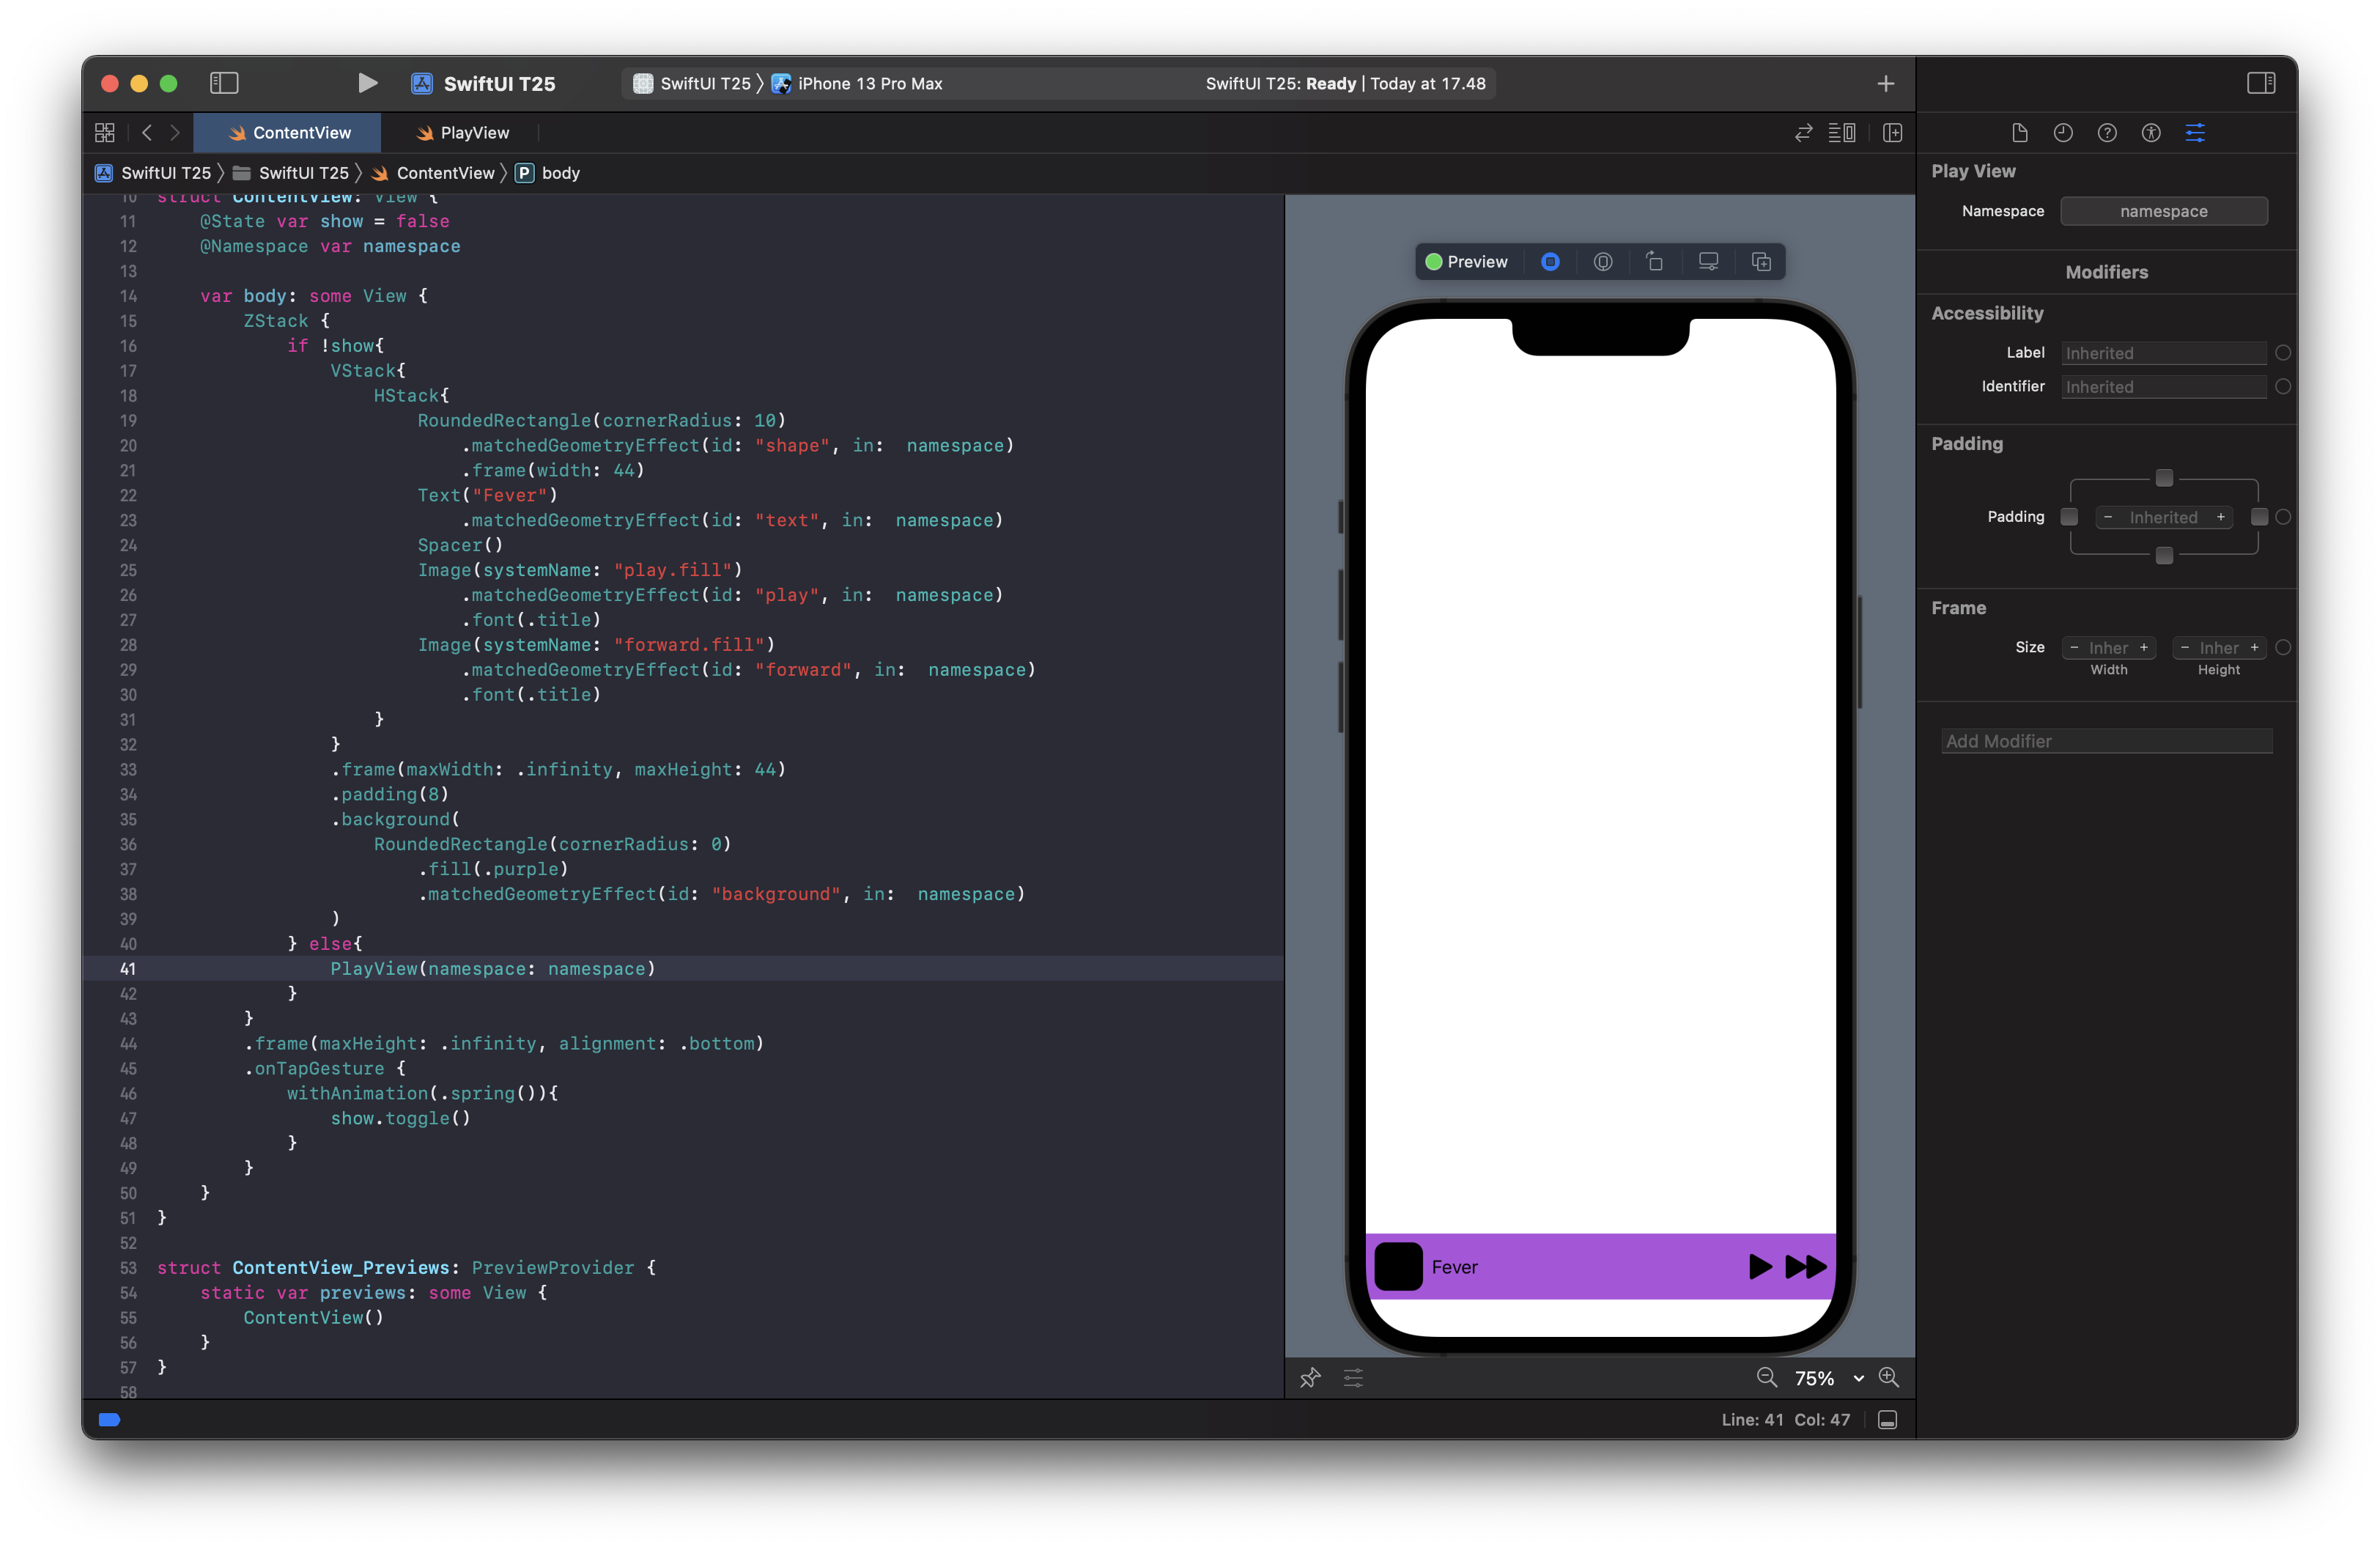 SwiftUI T25
SwiftUI T25 〉 iPhone 13 Pro Max
SwiftUI T25: Ready | Today at 17.48
ContentView
PlayView
SwiftUI T25 〉 SwiftUI T25 〉 ContentView 〉 P body
10 struct ContentView: View {
11     @State var show = false
12     @Namespace var namespace
13
14     var body: some View {
15         ZStack {
16             if !show{
17                 VStack{
18                     HStack{
19                         RoundedRectangle(cornerRadius: 10)
20                             .matchedGeometryEffect(id: "shape", in:  namespace)
21                             .frame(width: 44)
22                         Text("Fever")
23                             .matchedGeometryEffect(id: "text", in:  namespace)
24                         Spacer()
25                         Image(systemName: "play.fill")
26                             .matchedGeometryEffect(id: "play", in:  namespace)
27                             .font(.title)
28                         Image(systemName: "forward.fill")
29                             .matchedGeometryEffect(id: "forward", in:  namespace)
30                             .font(.title)
31                     }
32                 }
33                 .frame(maxWidth: .infinity, maxHeight: 44)
34                 .padding(8)
35                 .background(
36                     RoundedRectangle(cornerRadius: 0)
37                         .fill(.purple)
38                         .matchedGeometryEffect(id: "background", in:  namespace)
39                 )
40             } else{
41                 PlayView(namespace: namespace)
42             }
43         }
44         .frame(maxHeight: .infinity, alignment: .bottom)
45         .onTapGesture {
46             withAnimation(.spring()){
47                 show.toggle()
48             }
49         }
50     }
51 }
52
53 struct ContentView_Previews: PreviewProvider {
54     static var previews: some View {
55         ContentView()
56     }
57 }
58
Preview
Fever
75%
Line: 41 Col: 47
Play View
Namespace namespace
Modifiers
Accessibility
Label Inherited
Identifier Inherited
Padding
Padding - Inherited +
Frame
Size - Inher + - Inher +
Width Height
Add Modifier